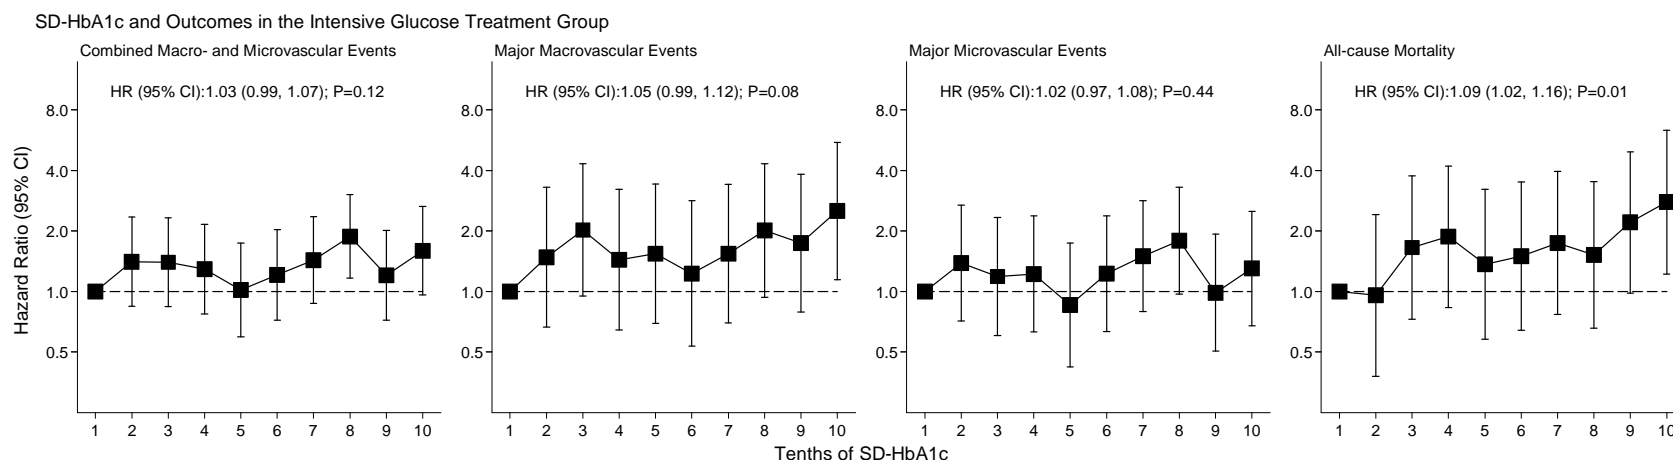 SD-HbA1c and Outcomes in the Intensive Glucose Treatment Group
Combined Macro- and Microvascular Events
HR (95% CI):1.03 (0.99, 1.07); P=0.12
8.0
4.0
2.0
1.0
0.5
1 2 3 4 5 6 7 8 9 10
Major Macrovascular Events
HR (95% CI):1.05 (0.99, 1.12); P=0.08
8.0
4.0
2.0
1.0
0.5
1 2 3 4 5 6 7 8 9 10
Major Microvascular Events
HR (95% CI):1.02 (0.97, 1.08); P=0.44
8.0
4.0
2.0
1.0
0.5
1 2 3 4 5 6 7 8 9 10
All-cause Mortality
HR (95% CI):1.09 (1.02, 1.16); P=0.01
8.0
4.0
2.0
1.0
0.5
1 2 3 4 5 6 7 8 9 10
Hazard Ratio (95% CI)
Tenths of SD-HbA1c